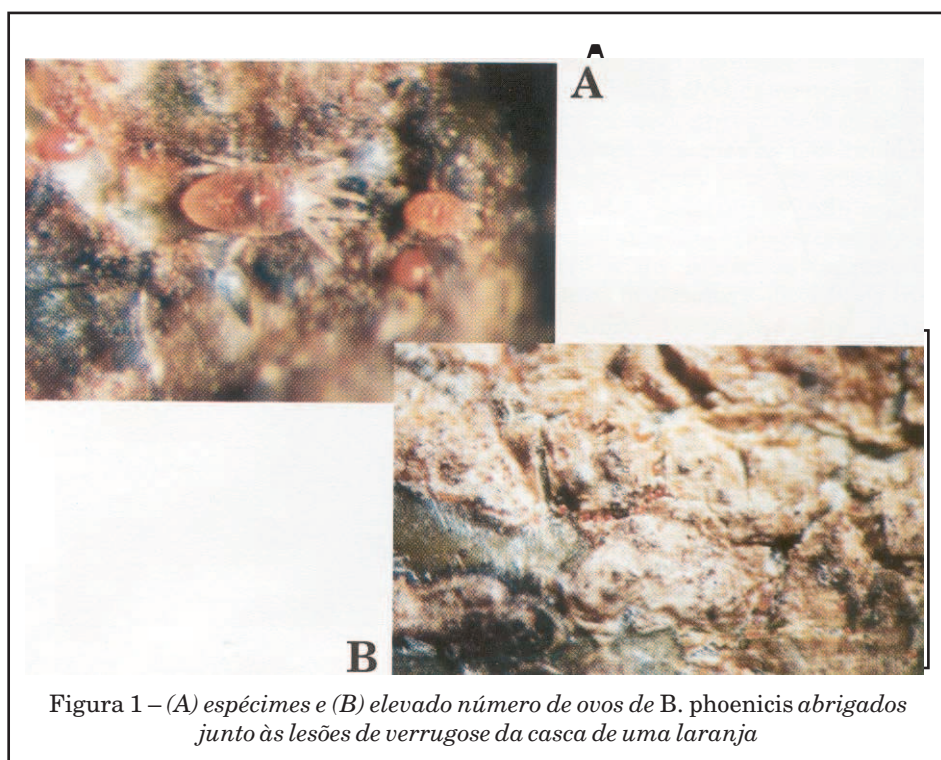 A
B
Figura 1 – (A) espécimes e (B) elevado número de ovos de B. phoenicis abrigados
junto às lesões de verrugose da casca de uma laranja